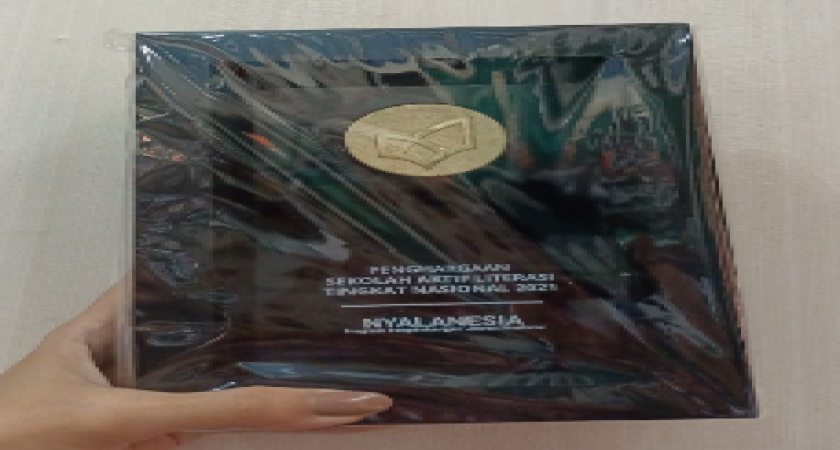 PENGHARGAAN
SEKOLAH AKTIF LITERASI
TINGKAT NASIONAL 2021
NYALANESIA